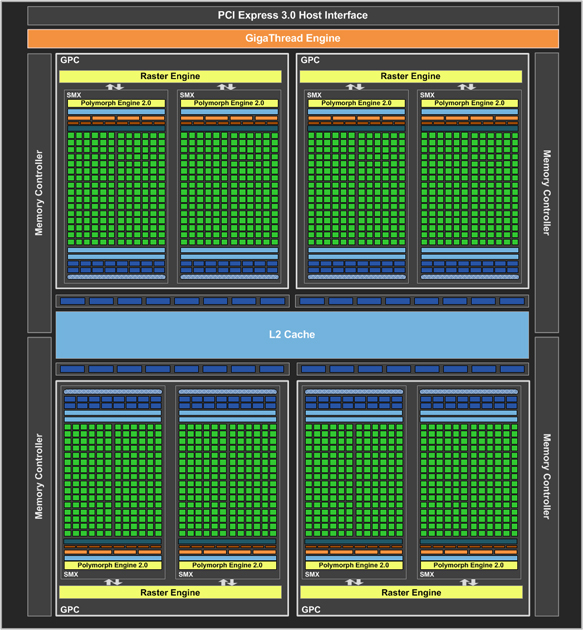 PCI Express 3.0 Host Interface
GigaThread Engine
GPC
GPC
Raster Engine
Raster Engine
SMX
SMX
SMX
SMX
Polymorph Engine 2.0
Polymorph Engine 2.0
Polymorph Engine 2.0
Polymorph Engine 2.0
Memory Controller
Memory Controller
L2 Cache
Memory Controller
Memory Controller
Polymorph Engine 2.0
Polymorph Engine 2.0
Polymorph Engine 2.0
Polymorph Engine 2.0
SMX
SMX
SMX
SMX
Raster Engine
Raster Engine
GPC
GPC